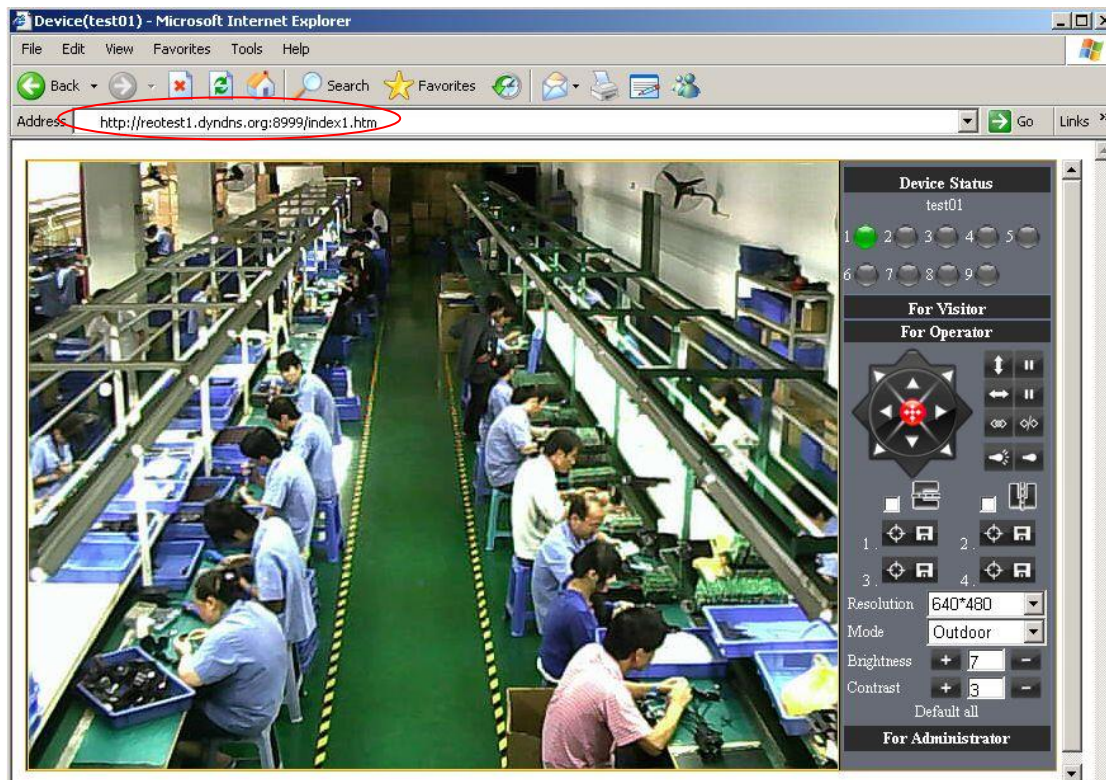 Device(test01) - Microsoft Internet Explorer
File Edit View Favorites Tools Help
Back Search Favorites
Address http://reotest1.dyndns.org:8999/index1.htm Go Links »
Device Status
test01
1 2 3 4 5
6 7 8 9
For Visitor
For Operator
1. 2.
3. 4.
Resolution 640*480
Mode Outdoor
Brightness + 7 -
Contrast + 3 -
Default all
For Administrator